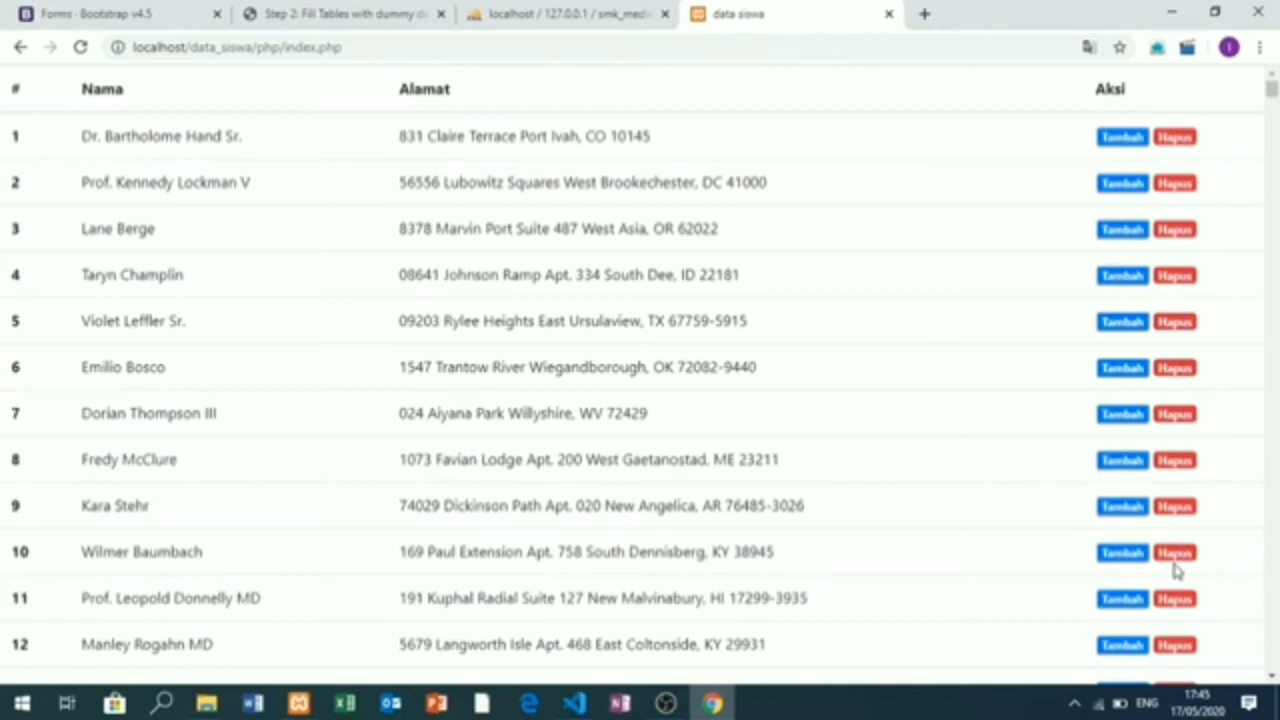 Forms · Bootstrap v4.5
Step 2: Fill Tables with dummy da
localhost / 127.0.0.1 / smk_medi
data siswa
localhost/data_siswa/php/index.php
# Nama Alamat Aksi
1 Dr. Bartholome Hand Sr. 831 Claire Terrace Port Ivah, CO 10145 Tambah Hapus
2 Prof. Kennedy Lockman V 56556 Lubowitz Squares West Brookechester, DC 41000 Tambah Hapus
3 Lane Berge 8378 Marvin Port Suite 487 West Asia, OR 62022 Tambah Hapus
4 Taryn Champlin 08641 Johnson Ramp Apt. 334 South Dee, ID 22181 Tambah Hapus
5 Violet Leffler Sr. 09203 Rylee Heights East Ursulaview, TX 67759-5915 Tambah Hapus
6 Emilio Bosco 1547 Trantow River Wiegandborough, OK 72082-9440 Tambah Hapus
7 Dorian Thompson III 024 Aiyana Park Willyshire, WV 72429 Tambah Hapus
8 Fredy McClure 1073 Favian Lodge Apt. 200 West Gaetanostad, ME 23211 Tambah Hapus
9 Kara Stehr 74029 Dickinson Path Apt. 020 New Angelica, AR 76485-3026 Tambah Hapus
10 Wilmer Baumbach 169 Paul Extension Apt. 758 South Dennisberg, KY 38945 Tambah Hapus
11 Prof. Leopold Donnelly MD 191 Kuphal Radial Suite 127 New Malvinabury, HI 17299-3935 Tambah Hapus
12 Manley Rogahn MD 5679 Langworth Isle Apt. 468 East Coltonside, KY 29931 Tambah Hapus
ENG
17:45
17/05/2020